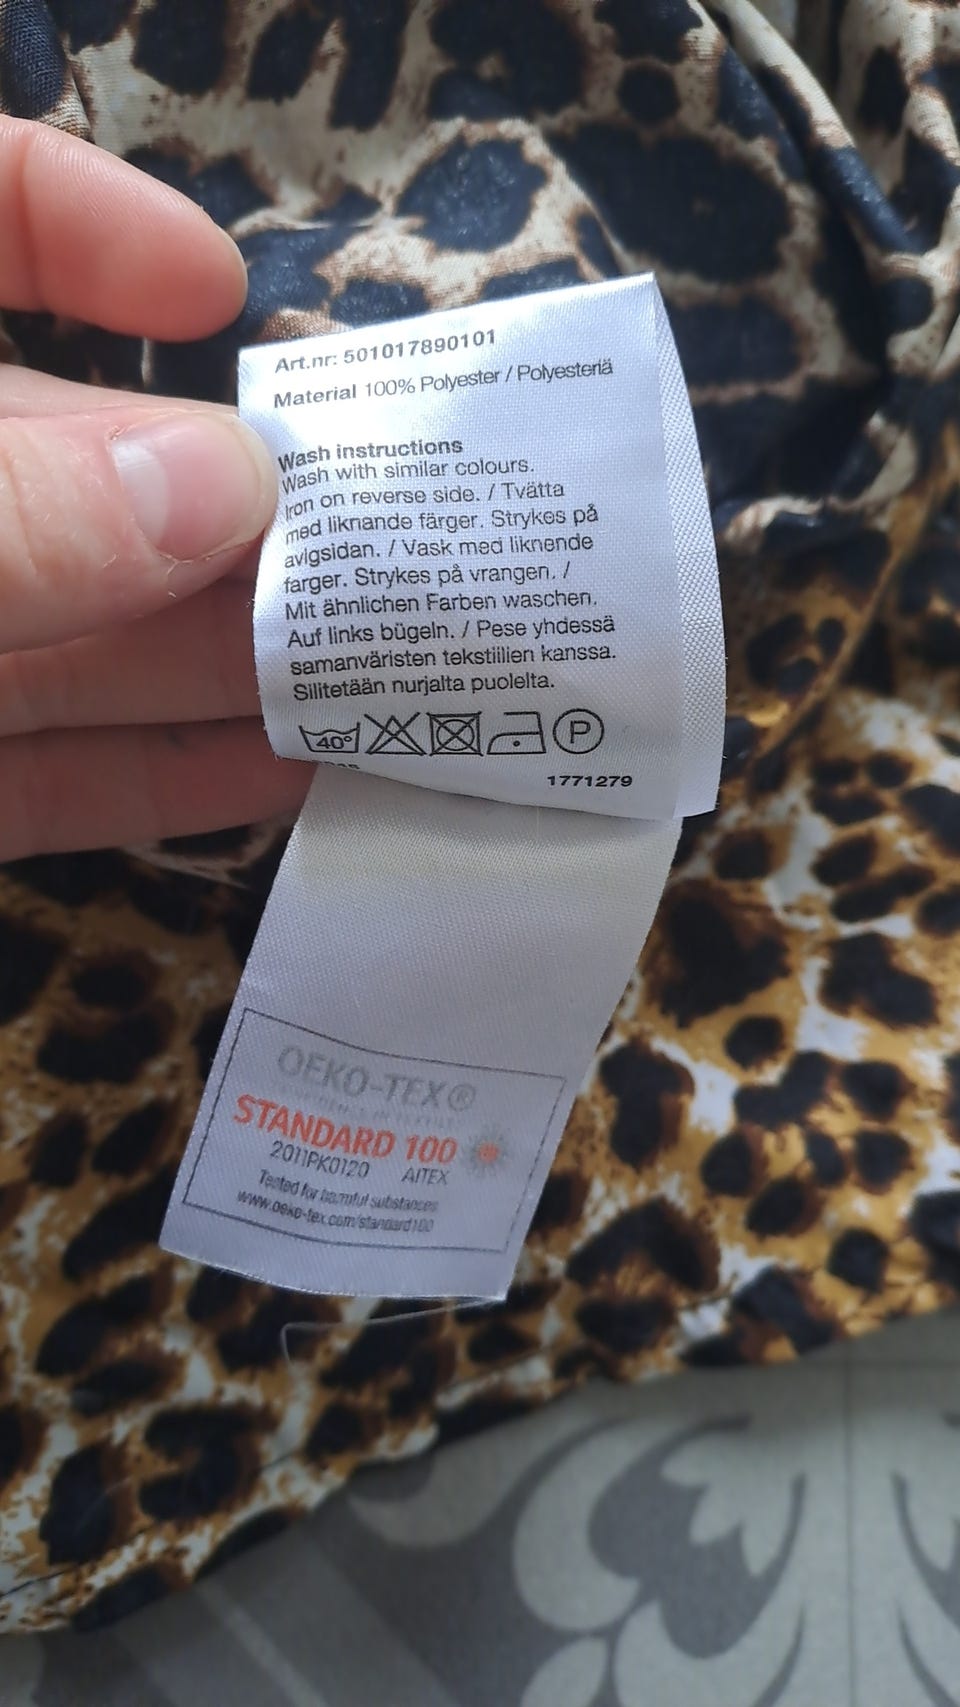 Art.nr: 501017890101
Material 100% Polyester / Polyesteriä
Wash instructions
Wash with similar colours.
Iron on reverse side. / Tvätta
med liknande färger. Strykes på
avigsidan. / Vask med liknende
farger. Strykes på vrangen. /
Mit ähnlichen Farben waschen.
Auf links bügeln. / Pese yhdessä
samanväristen tekstiilien kanssa.
Silitetään nurjalta puolelta.
40° P
1771279
OEKO-TEX®
STANDARD 100
2011PK0120 AITEX
Tested for harmful substances
www.oeko-tex.com/standard100